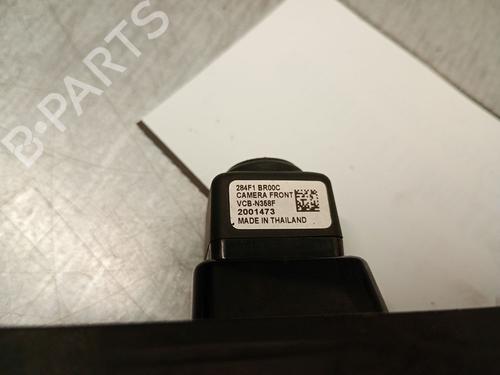 B-PARTS
284F1 BR00C
CAMERA FRONT
VCB-N358F
2001473
MADE IN THAILAND